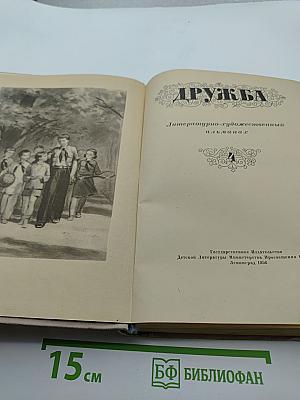 ДРУЖБА
Литературно-художественный
альманах
4
Государственное Издательство
Детской Литературы Министерства Просвещения
Ленинград 1956
15 см
БФ БИБЛИОФАН